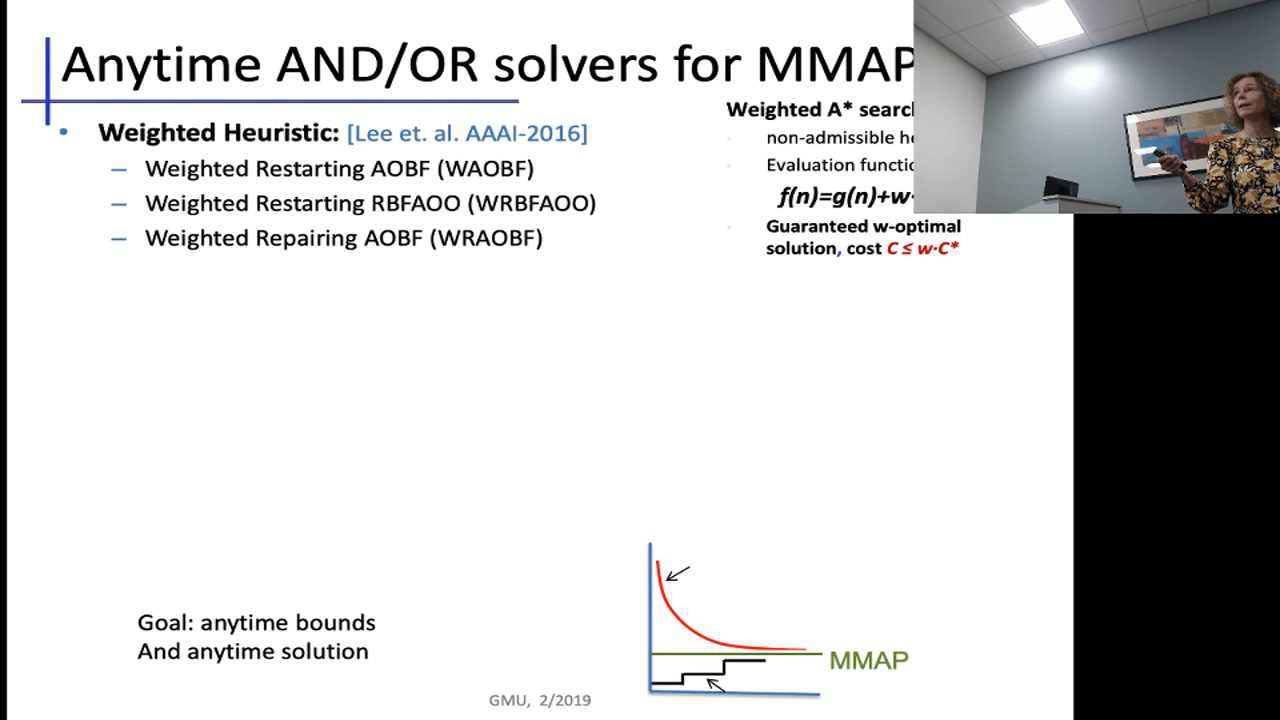 Anytime AND/OR solvers for MMAP
• Weighted Heuristic: [Lee et. al. AAAI-2016]
– Weighted Restarting AOBF (WAOBF)
– Weighted Restarting RBFAOO (WRBFAOO)
– Weighted Repairing AOBF (WRAOBF)
Weighted A*
non-admissible
Evaluation
f(n)=g(n)+w
Guaranteed w-optimal
solution, cost C ≤ w·C*
Goal: anytime bounds
And anytime solution
MMAP
GMU, 2/2019